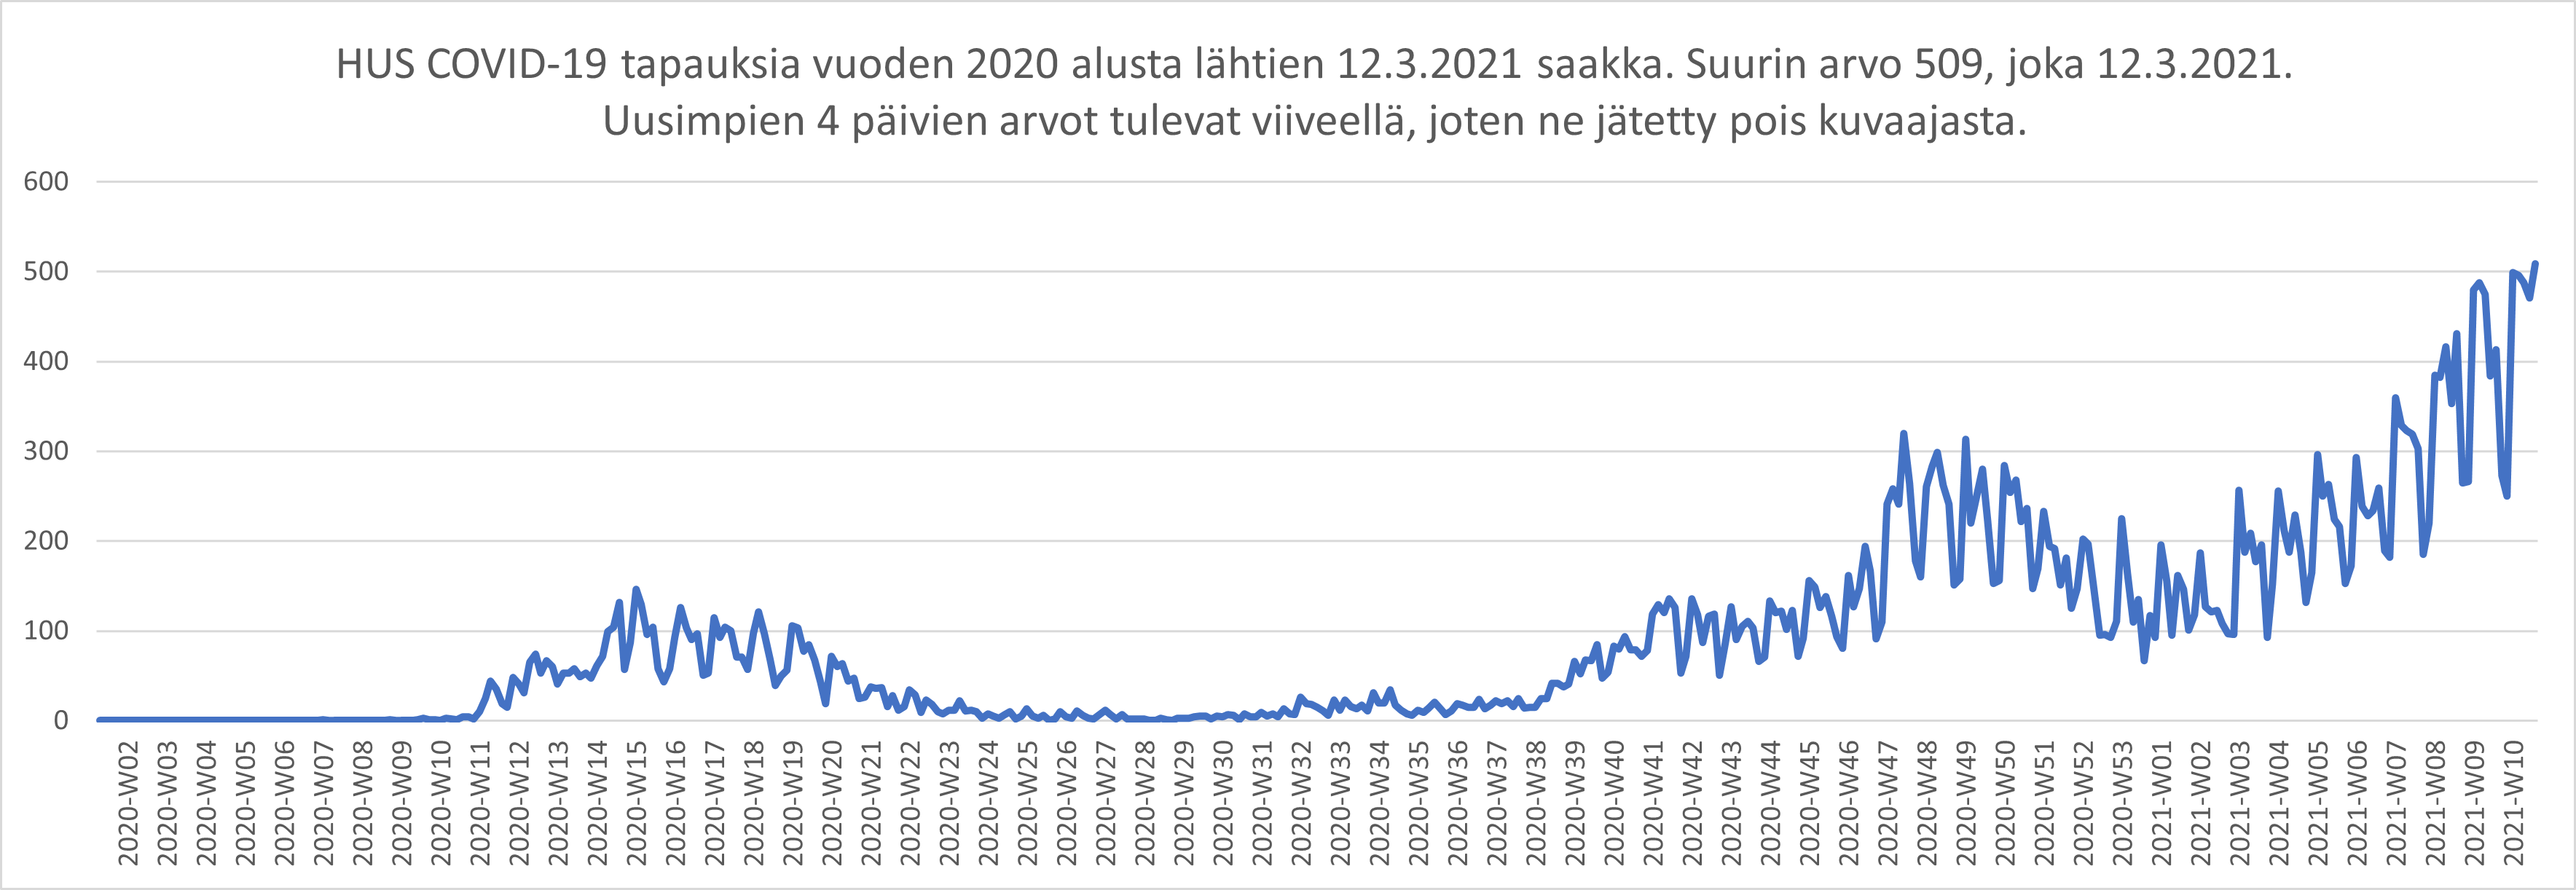 HUS COVID-19 tapauksia vuoden 2020 alusta lähtien 12.3.2021 saakka. Suurin arvo 509, joka 12.3.2021.
Uusimpien 4 päivien arvot tulevat viiveellä, joten ne jätetty pois kuvaajasta.
600
500
400
300
200
100
0
2020-W02
2020-W03
2020-W04
2020-W05
2020-W06
2020-W07
2020-W08
2020-W09
2020-W10
2020-W11
2020-W12
2020-W13
2020-W14
2020-W15
2020-W16
2020-W17
2020-W18
2020-W19
2020-W20
2020-W21
2020-W22
2020-W23
2020-W24
2020-W25
2020-W26
2020-W27
2020-W28
2020-W29
2020-W30
2020-W31
2020-W32
2020-W33
2020-W34
2020-W35
2020-W36
2020-W37
2020-W38
2020-W39
2020-W40
2020-W41
2020-W42
2020-W43
2020-W44
2020-W45
2020-W46
2020-W47
2020-W48
2020-W49
2020-W50
2020-W51
2020-W52
2020-W53
2021-W01
2021-W02
2021-W03
2021-W04
2021-W05
2021-W06
2021-W07
2021-W08
2021-W09
2021-W10